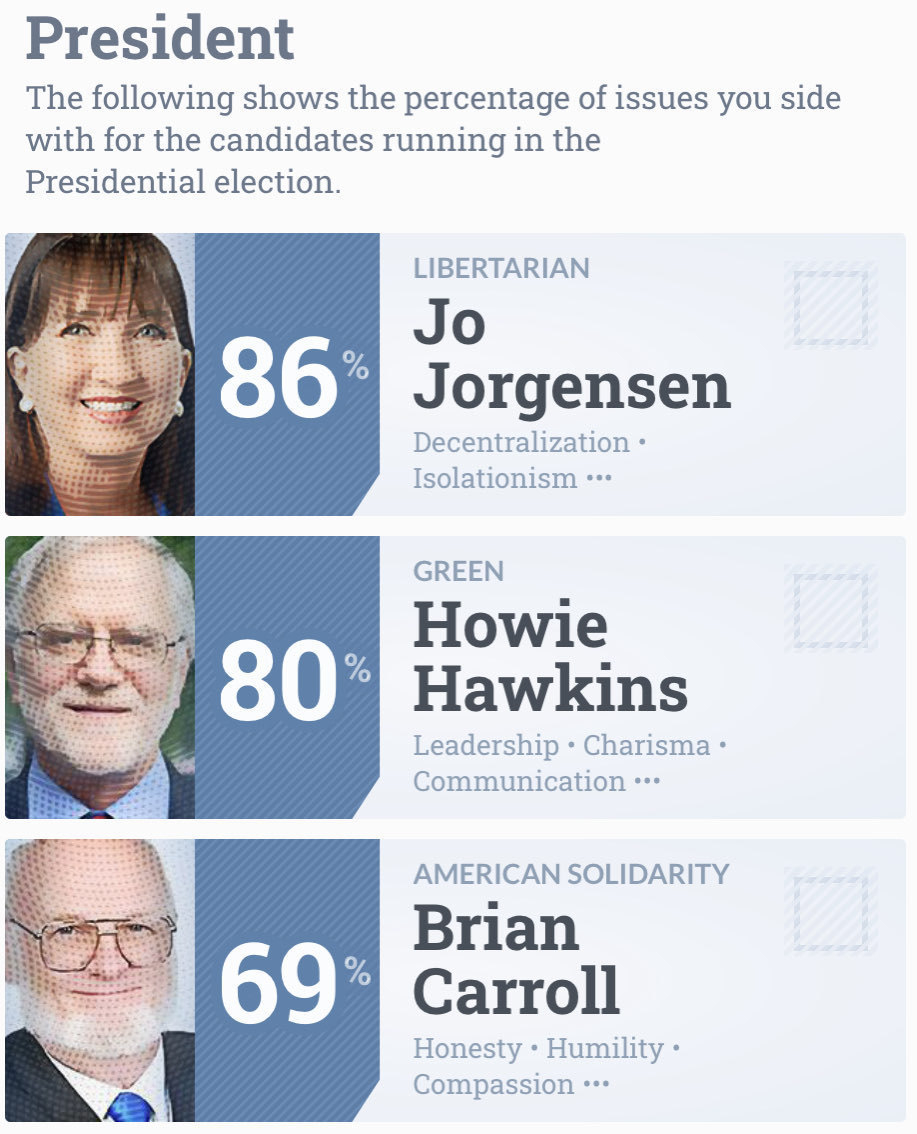 President
The following shows the percentage of issues you side
with for the candidates running in the
Presidential election.
86%
LIBERTARIAN
Jo
Jorgensen
Decentralization •
Isolationism •••
80%
GREEN
Howie
Hawkins
Leadership • Charisma •
Communication •••
69%
AMERICAN SOLIDARITY
Brian
Carroll
Honesty • Humility •
Compassion •••